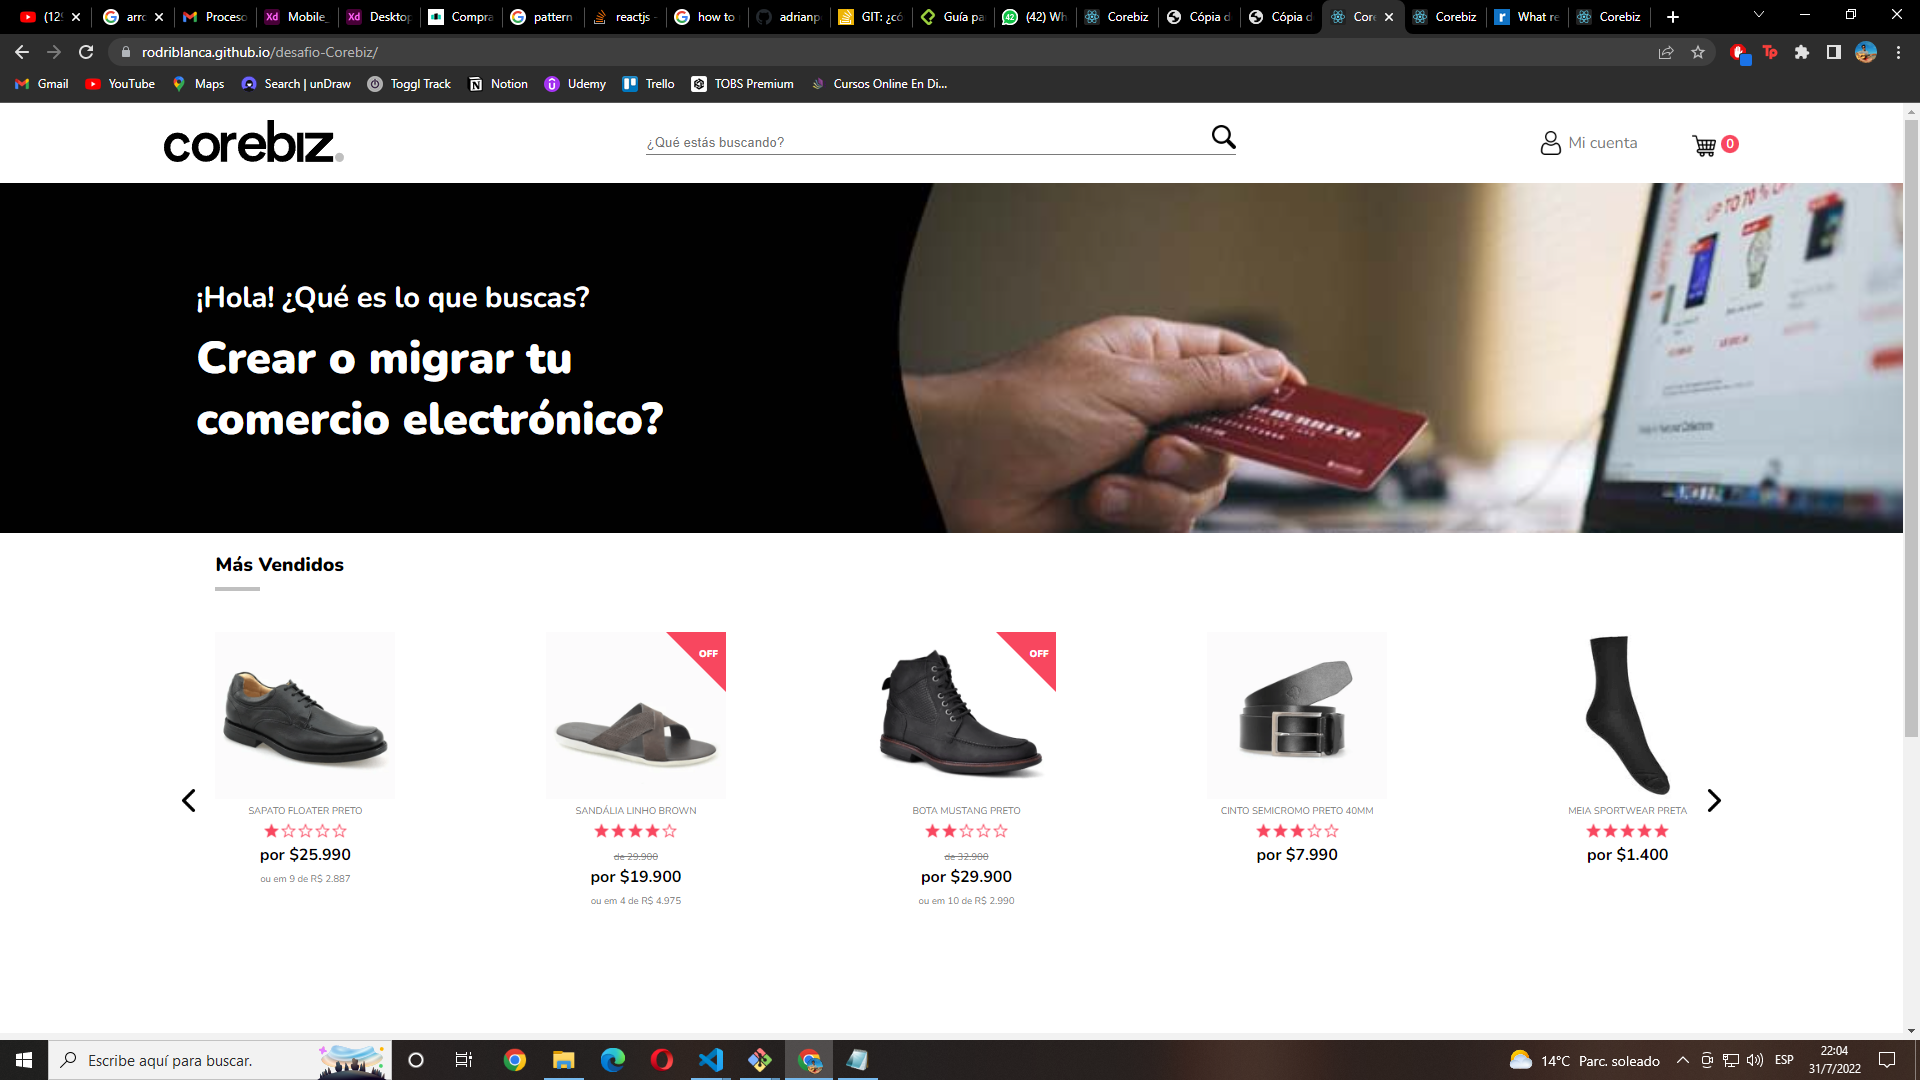 (129
arro
Proceso
Mobile_
Desktop
Compra
pattern
reactjs -
how to
adrianp
GIT: ¿có
Guía pa
(42) Wh
Corebiz
Cópia d
Cópia d
Core
Corebiz
What re
Corebiz
rodriblanca.github.io/desafio-Corebiz/
Gmail
YouTube
Maps
Search | unDraw
Toggl Track
Notion
Udemy
Trello
TOBS Premium
Cursos Online En Di...
corebiz.
¿Qué estás buscando?
Mi cuenta
0
¡Hola! ¿Qué es lo que buscas?
Crear o migrar tu
comercio electrónico?
UP TO 70 % OFF
Más Vendidos
OFF
OFF
SAPATO FLOATER PRETO
SANDÁLIA LINHO BROWN
BOTA MUSTANG PRETO
CINTO SEMICROMO PRETO 40MM
MEIA SPORTWEAR PRETA
por $25.990
ou em 9 de R$ 2.887
de 29.900
por $19.900
ou em 4 de R$ 4.975
de 32.900
por $29.900
ou em 10 de R$ 2.990
por $7.990
por $1.400
Escribe aquí para buscar.
14°C Parc. soleado
ESP
22:04
31/7/2022